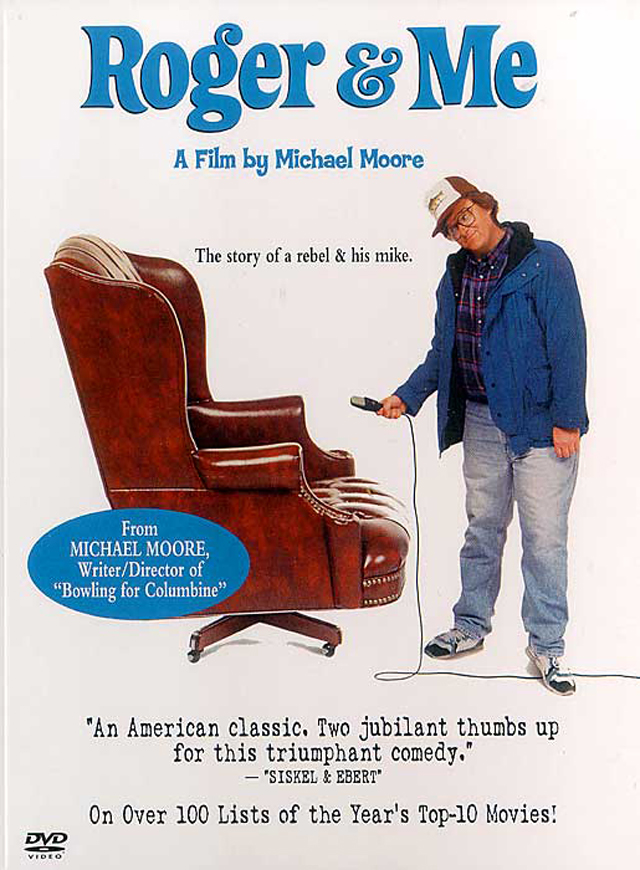 Roger & Me
A Film by Michael Moore
The story of a rebel & his mike.
From
MICHAEL MOORE,
Writer/Director of
"Bowling for Columbine"
"An American classic. Two jubilant thumbs up
for this triumphant comedy."
— "SISKEL & EBERT"
On Over 100 Lists of the Year's Top-10 Movies!
DVD
VIDEO